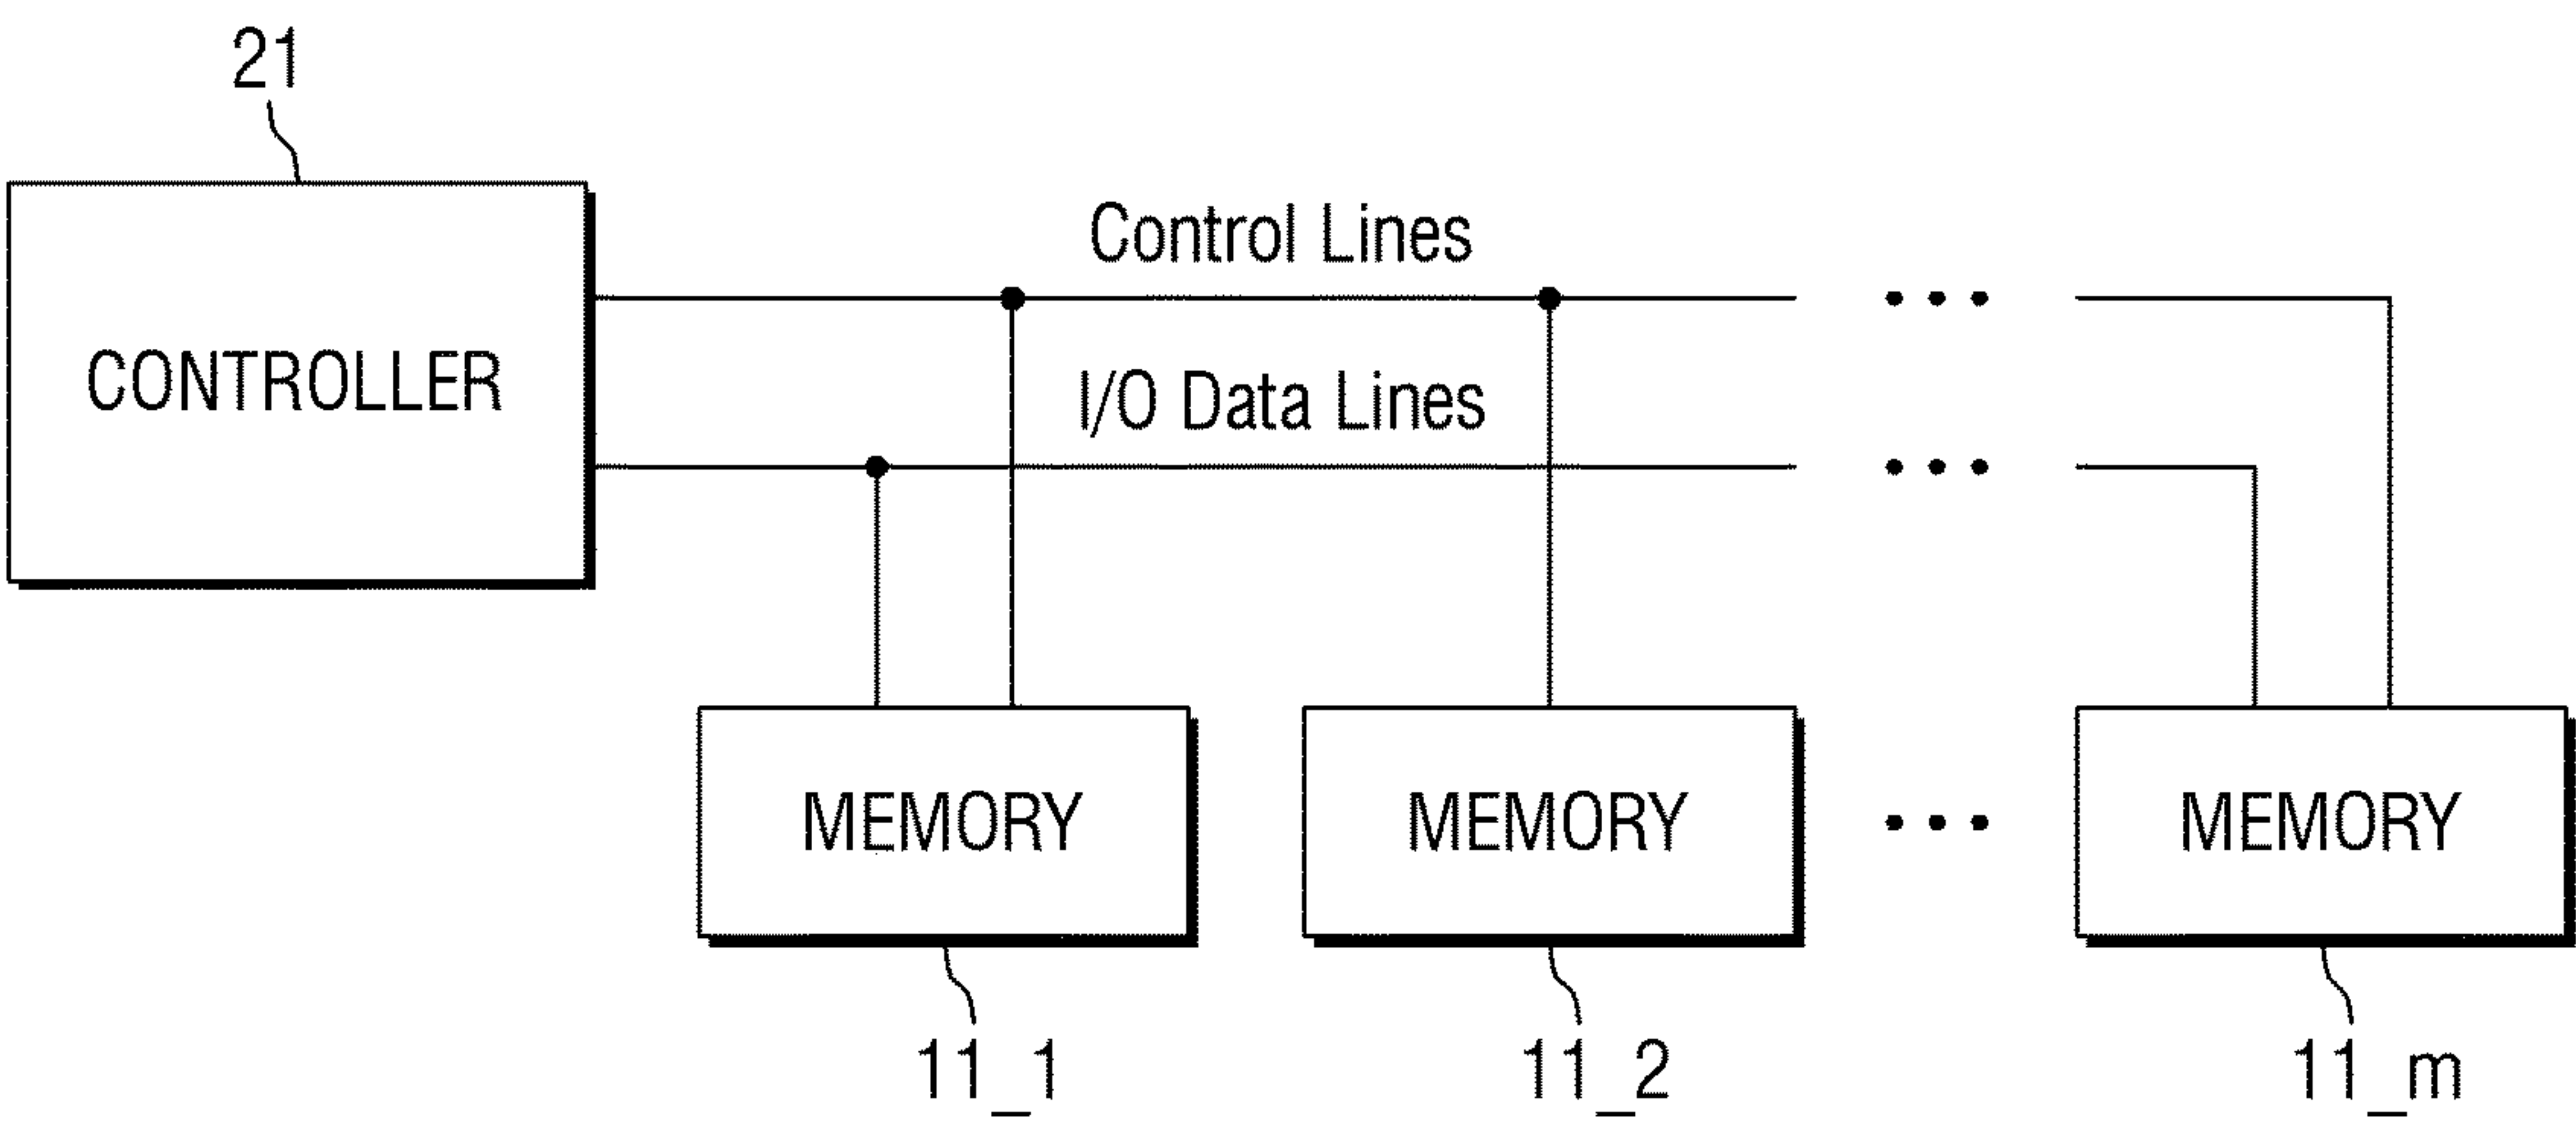 21
CONTROLLER
Control Lines
I/O Data Lines
MEMORY
MEMORY
MEMORY
11_1
11_2
11_m